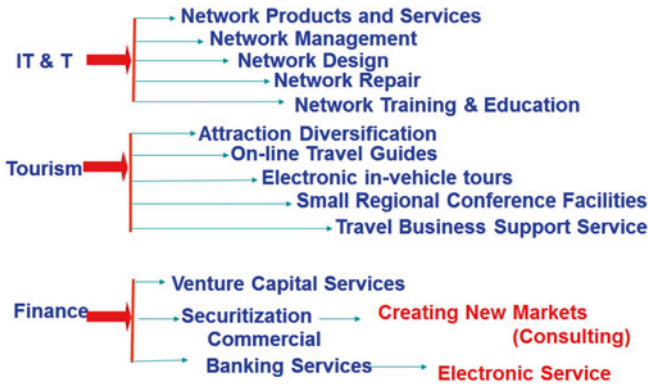 Network Products and Services
Network Management
IT & T
Network Design
Network Repair
Network Training & Education
Attraction Diversification
On-line Travel Guides
Tourism
Electronic in-vehicle tours
Small Regional Conference Facilities
Travel Business Support Service
Venture Capital Services
Finance
Securitization
Creating New Markets
Commercial
(Consulting)
Banking Services
Electronic Service